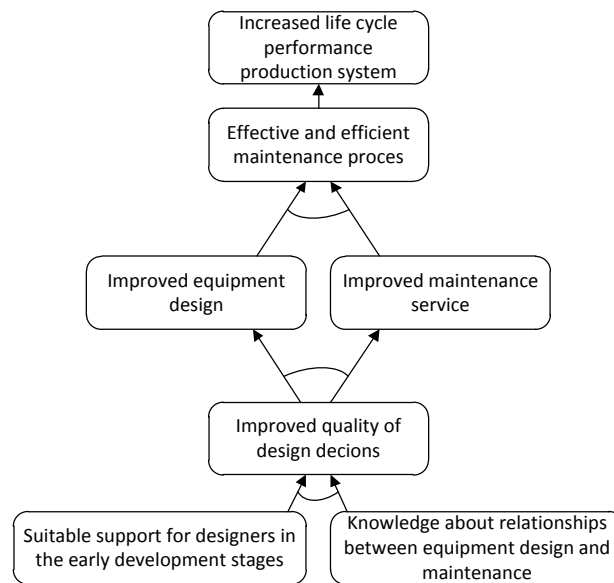 Increased life cycle
performance
production system
Effective and efficient
maintenance proces
Improved equipment
design
Improved maintenance
service
Improved quality of
design decions
Suitable support for designers in
the early development stages
Knowledge about relationships
between equipment design and
maintenance